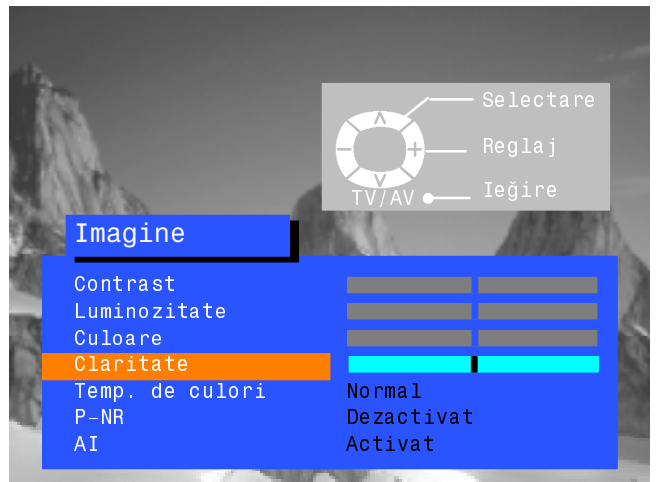 Selectare
Reglaj
TV/AV Ieğire
Imagine
Contrast
Luminozitate
Culoare
Claritate
Temp. de culori Normal
P-NR Dezactivat
AI Activat